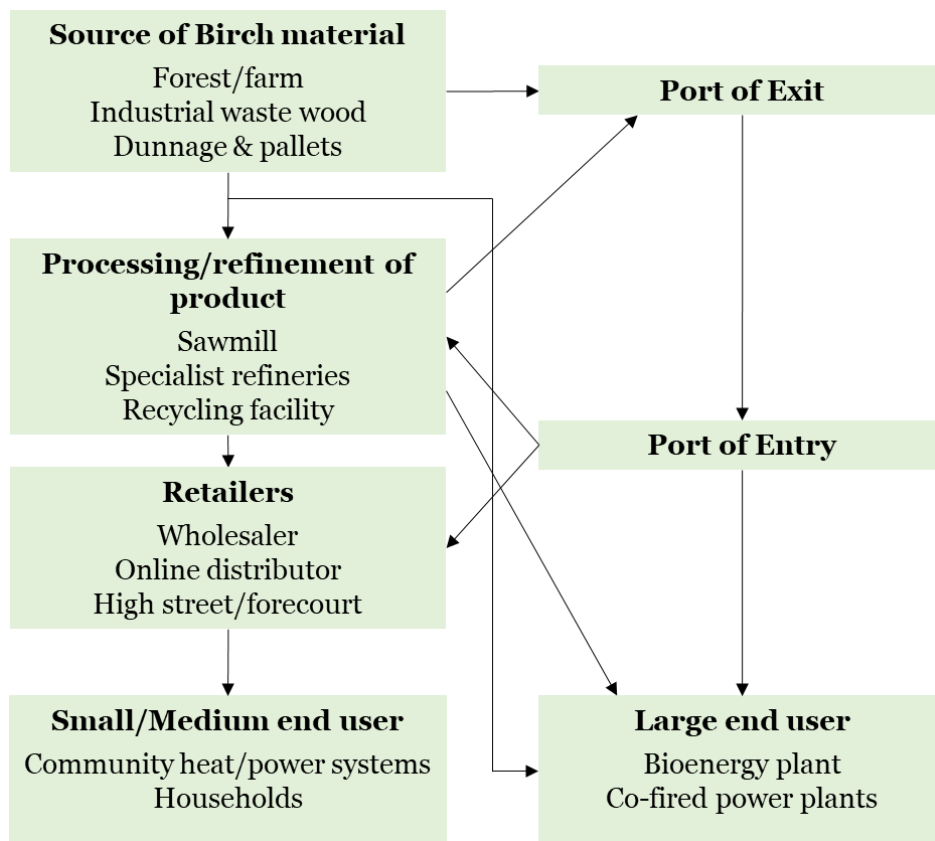 Source of Birch material
Forest/farm
Industrial waste wood
Dunnage & pallets
Port of Exit
Processing/refinement of
product
Sawmill
Specialist refineries
Recycling facility
Port of Entry
Retailers
Wholesaler
Online distributor
High street/forecourt
Small/Medium end user
Community heat/power systems
Households
Large end user
Bioenergy plant
Co-fired power plants